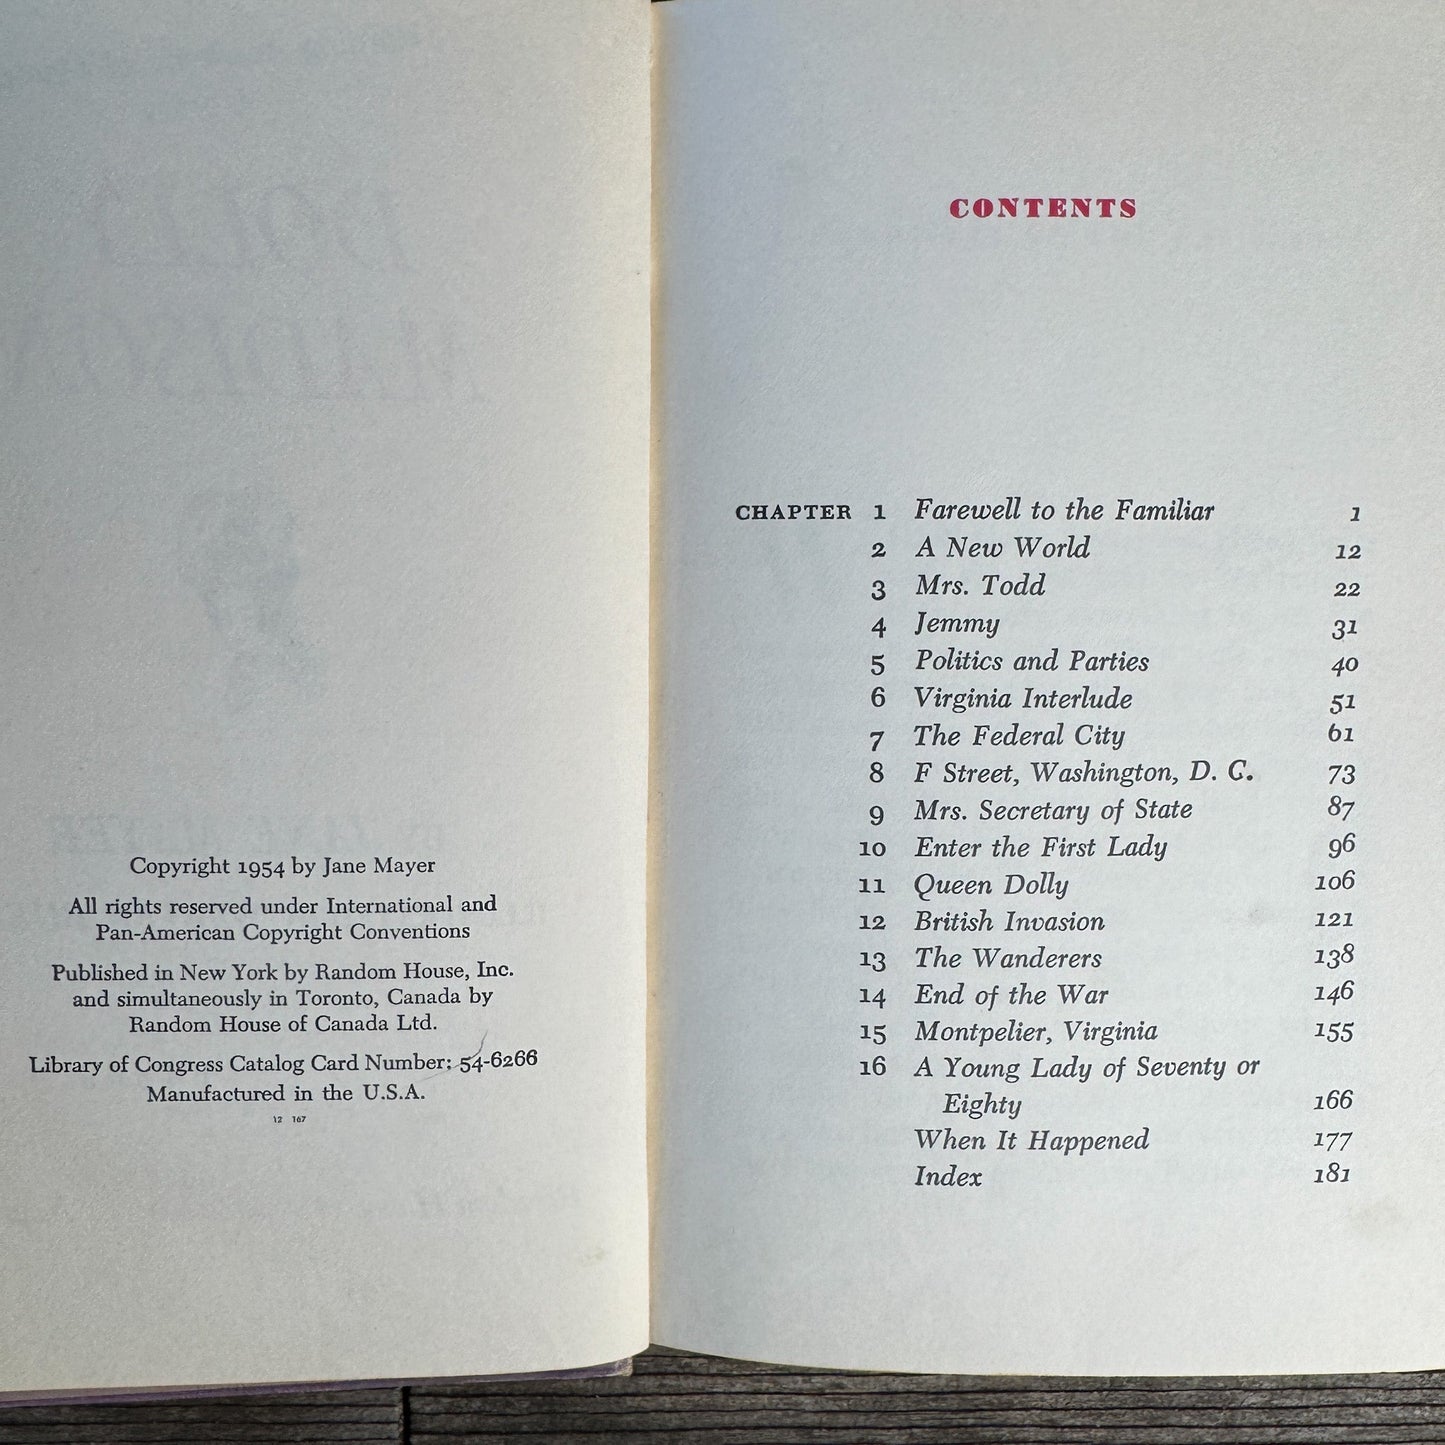 Copyright 1954 by Jane Mayer
All rights reserved under International and
Pan-American Copyright Conventions
Published in New York by Random House, Inc.
and simultaneously in Toronto, Canada by
Random House of Canada Ltd.
Library of Congress Catalog Card Number: 54-6266
Manufactured in the U.S.A.
12 167
CONTENTS
CHAPTER 1 Farewell to the Familiar 1
2 A New World 12
3 Mrs. Todd 22
4 Jemmy 31
5 Politics and Parties 40
6 Virginia Interlude 51
7 The Federal City 61
8 F Street, Washington, D. C. 73
9 Mrs. Secretary of State 87
10 Enter the First Lady 96
11 Queen Dolly 106
12 British Invasion 121
13 The Wanderers 138
14 End of the War 146
15 Montpelier, Virginia 155
16 A Young Lady of Seventy or
Eighty 166
When It Happened 177
Index 181